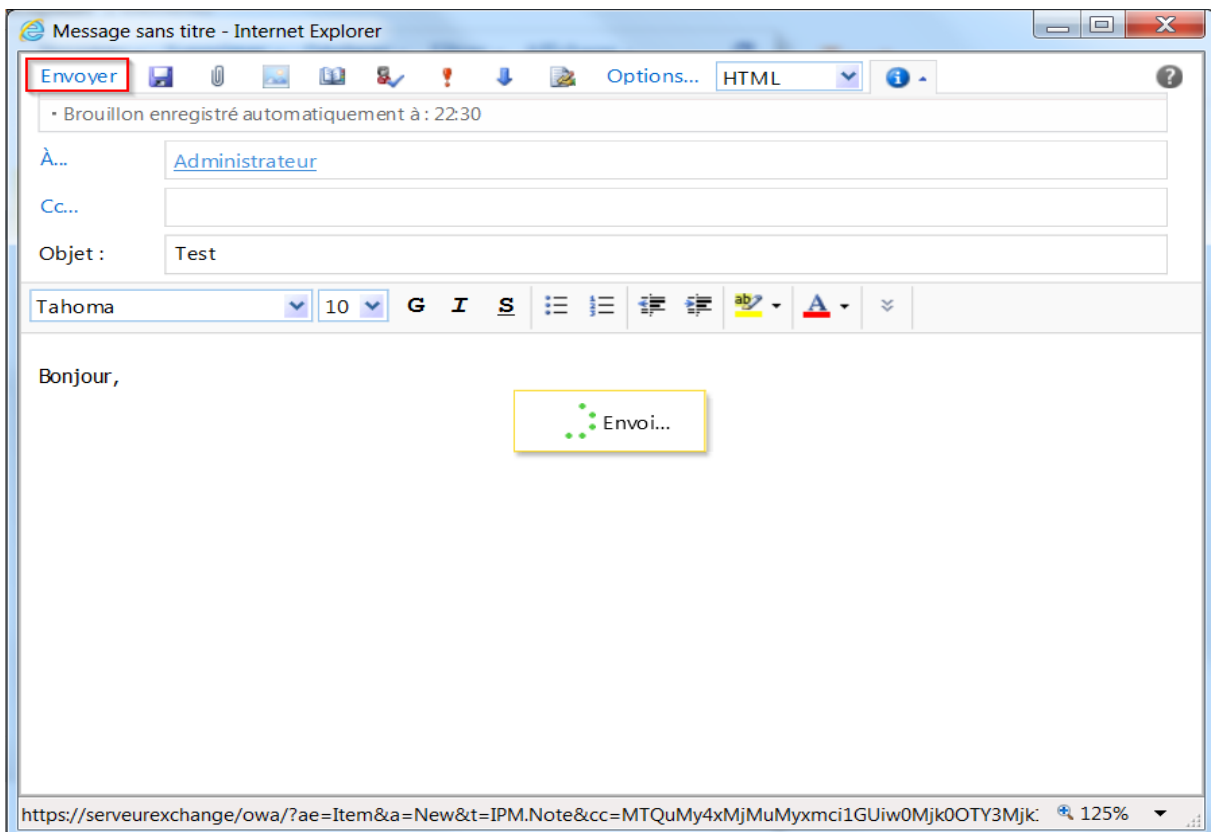 Message sans titre - Internet Explorer
Envoyer Options... HTML
• Brouillon enregistré automatiquement à : 22:30
À... Administrateur
Cc...
Objet : Test
Tahoma 10 G I S ab A
Bonjour,
Envoi...
https://serveurexchange/owa/?ae=Item&a=New&t=IPM.Note&cc=MTQuMy4xMjMuMyxmci1GUiw0Mjk0OTY3Mjk: 125%